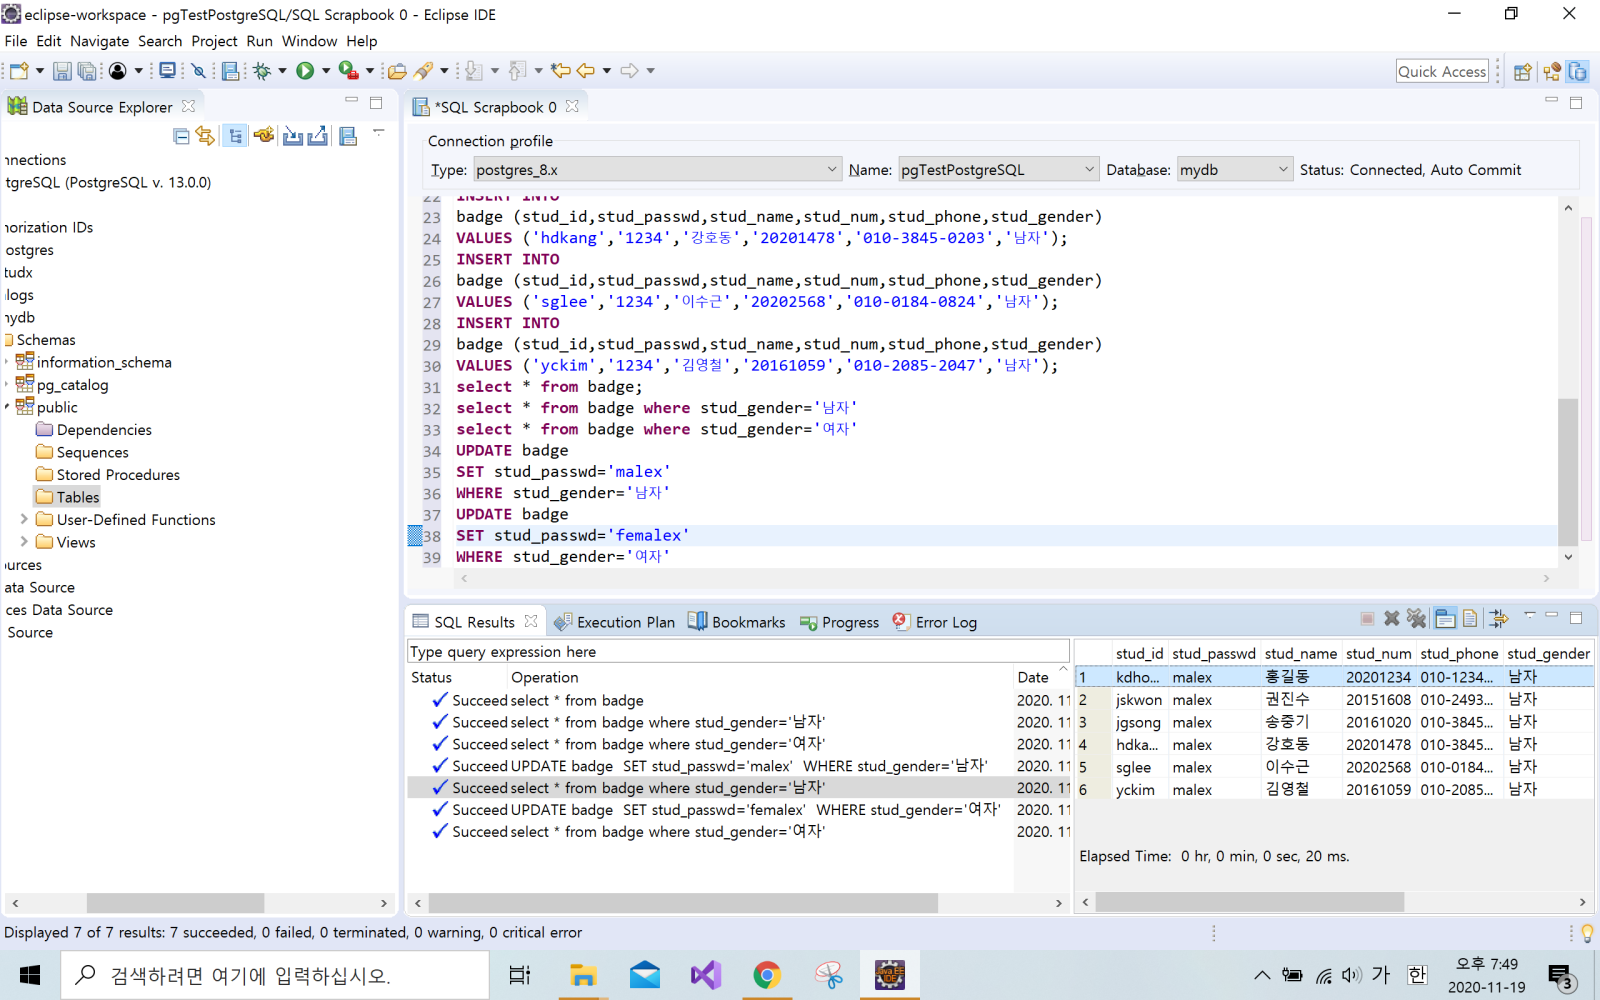 eclipse-workspace - pgTestPostgreSQL/SQL Scrapbook 0 - Eclipse IDE
File Edit Navigate Search Project Run Window Help
Quick Access
Data Source Explorer
nnections
tgreSQL (PostgreSQL v. 13.0.0)
norization IDs
ostgres
tudx
logs
nydb
Schemas
information_schema
pg_catalog
public
Dependencies
Sequences
Stored Procedures
Tables
User-Defined Functions
Views
urces
ata Source
ces Data Source
Source
*SQL Scrapbook 0
Connection profile
Type: postgres_8.x Name: pgTestPostgreSQL Database: mydb Status: Connected, Auto Commit
22 INSERT INTO
23 badge (stud_id,stud_passwd,stud_name,stud_num,stud_phone,stud_gender)
24 VALUES ('hdkang','1234','강호동','20201478','010-3845-0203','남자');
25 INSERT INTO
26 badge (stud_id,stud_passwd,stud_name,stud_num,stud_phone,stud_gender)
27 VALUES ('sglee','1234','이수근','20202568','010-0184-0824','남자');
28 INSERT INTO
29 badge (stud_id,stud_passwd,stud_name,stud_num,stud_phone,stud_gender)
30 VALUES ('yckim','1234','김영철','20161059','010-2085-2047','남자');
31 select * from badge;
32 select * from badge where stud_gender='남자'
33 select * from badge where stud_gender='여자'
34 UPDATE badge
35 SET stud_passwd='malex'
36 WHERE stud_gender='남자'
37 UPDATE badge
38 SET stud_passwd='femalex'
39 WHERE stud_gender='여자'
SQL Results Execution Plan Bookmarks Progress Error Log
Type query expression here
Status Operation Date
Succeed select * from badge 2020. 11
Succeed select * from badge where stud_gender='남자' 2020. 11
Succeed select * from badge where stud_gender='여자' 2020. 11
Succeed UPDATE badge SET stud_passwd='malex' WHERE stud_gender='남자' 2020. 11
Succeed select * from badge where stud_gender='남자' 2020. 11
Succeed UPDATE badge SET stud_passwd='femalex' WHERE stud_gender='여자' 2020. 11
Succeed select * from badge where stud_gender='여자' 2020. 11
stud_id stud_passwd stud_name stud_num stud_phone stud_gender
1 kdho... malex 홍길동 20201234 010-1234... 남자
2 jskwon malex 권진수 20151608 010-2493... 남자
3 jgsong malex 송중기 20161020 010-3845... 남자
4 hdka... malex 강호동 20201478 010-3845... 남자
5 sglee malex 이수근 20202568 010-0184... 남자
6 yckim malex 김영철 20161059 010-2085... 남자
Elapsed Time: 0 hr, 0 min, 0 sec, 20 ms.
Displayed 7 of 7 results: 7 succeeded, 0 failed, 0 terminated, 0 warning, 0 critical error
검색하려면 여기에 입력하십시오.
Java EE
IDE
가 한
오후 7:49
2020-11-19
3